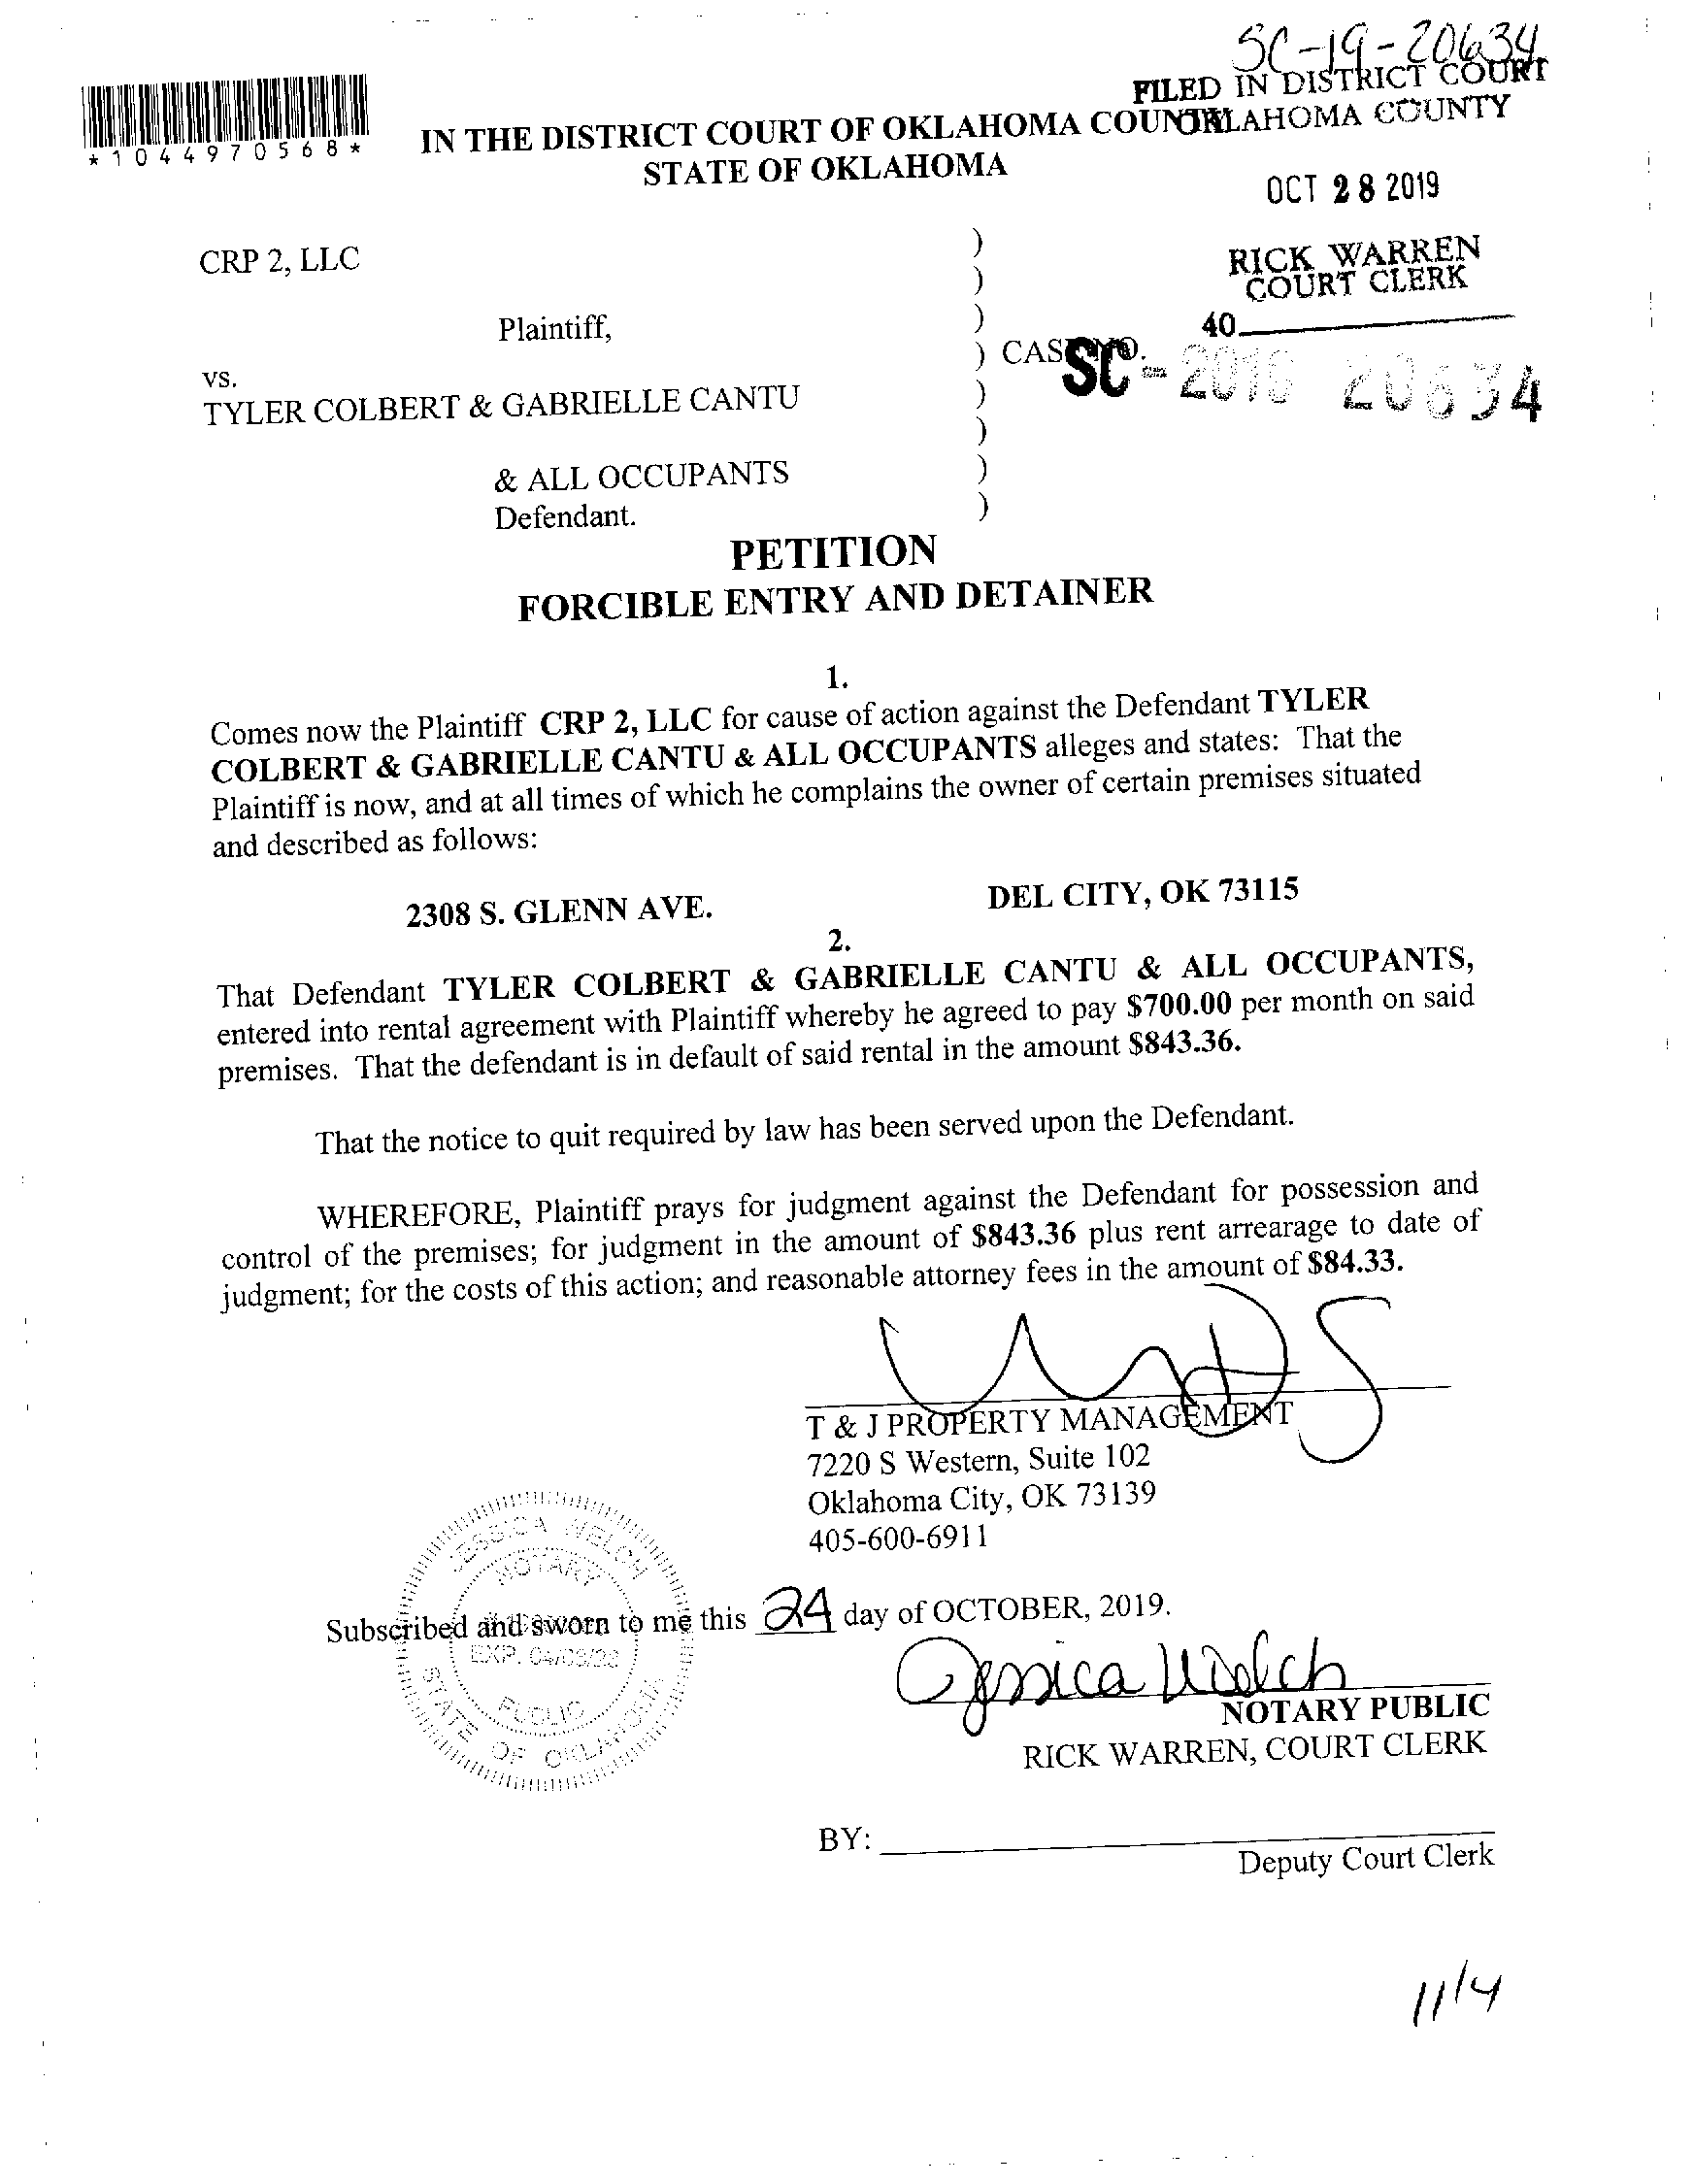 SC-19-20634
FILED IN DISTRICT COURT
OKLAHOMA COUNTY
*1044970568*
IN THE DISTRICT COURT OF OKLAHOMA COUNTY
STATE OF OKLAHOMA
OCT 28 2019
CRP 2, LLC
)
RICK WARREN
COURT CLERK
)
Plaintiff,
)
40
) CASE NO.
SC - 20634
vs.
TYLER COLBERT & GABRIELLE CANTU
)
)
& ALL OCCUPANTS
)
Defendant.
)
PETITION
FORCIBLE ENTRY AND DETAINER
1.
Comes now the Plaintiff CRP 2, LLC for cause of action against the Defendant TYLER
COLBERT & GABRIELLE CANTU & ALL OCCUPANTS alleges and states: That the
Plaintiff is now, and at all times of which he complains the owner of certain premises situated
and described as follows:
2308 S. GLENN AVE. DEL CITY, OK 73115
2.
That Defendant TYLER COLBERT & GABRIELLE CANTU & ALL OCCUPANTS,
entered into rental agreement with Plaintiff whereby he agreed to pay $700.00 per month on said
premises. That the defendant is in default of said rental in the amount $843.36.
That the notice to quit required by law has been served upon the Defendant.
WHEREFORE, Plaintiff prays for judgment against the Defendant for possession and
control of the premises; for judgment in the amount of $843.36 plus rent arrearage to date of
judgment; for the costs of this action; and reasonable attorney fees in the amount of $84.33.
T & J PROPERTY MANAGEMENT
7220 S Western, Suite 102
Oklahoma City, OK 73139
405-600-6911
JESSICA WELCH
NOTARY
EXP.
PUBLIC
STATE OF OKLAHOMA
Subscribed and sworn to me this 24 day of OCTOBER, 2019.
Jessica Welch
NOTARY PUBLIC
RICK WARREN, COURT CLERK
BY:
Deputy Court Clerk
11/4